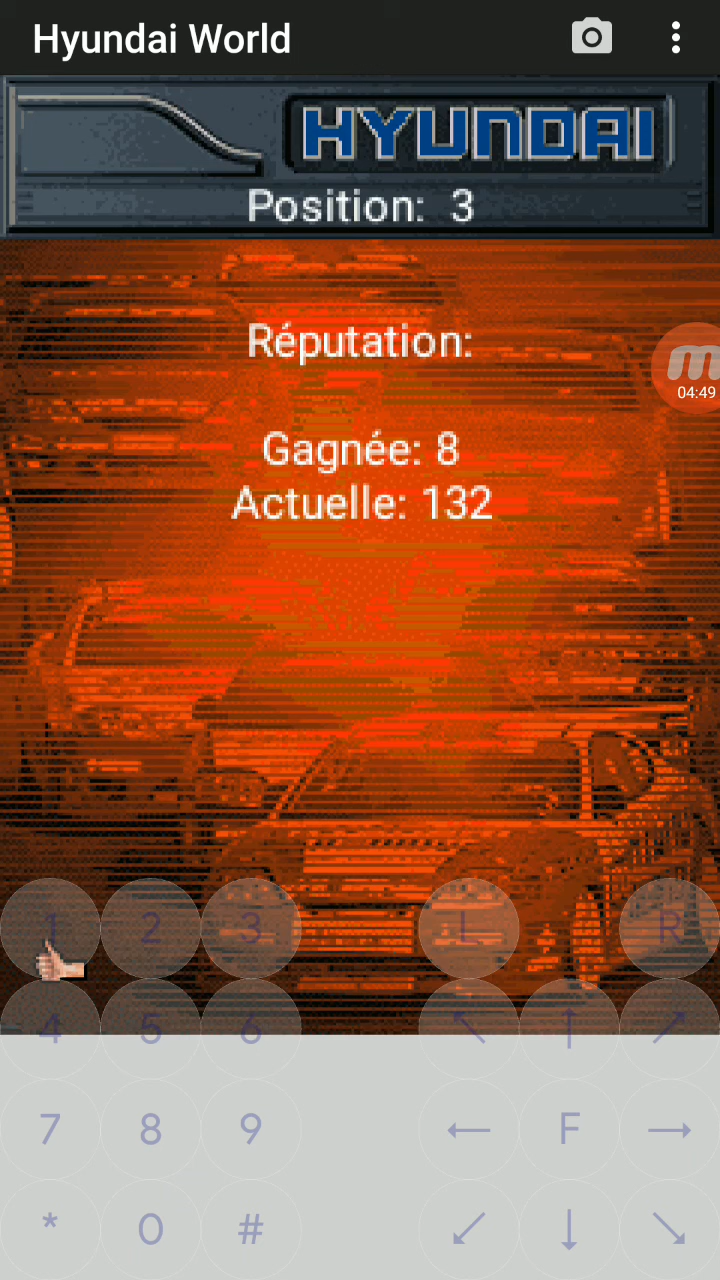 Hyundai World
HYUNDAI
Position: 3
Réputation:
m
04:49
Gagnée: 8
Actuelle: 132
1 2 3 L R
4 5 6 ↖ ↑ ↗
7 8 9 ← F →
* 0 # ↙ ↓ ↘